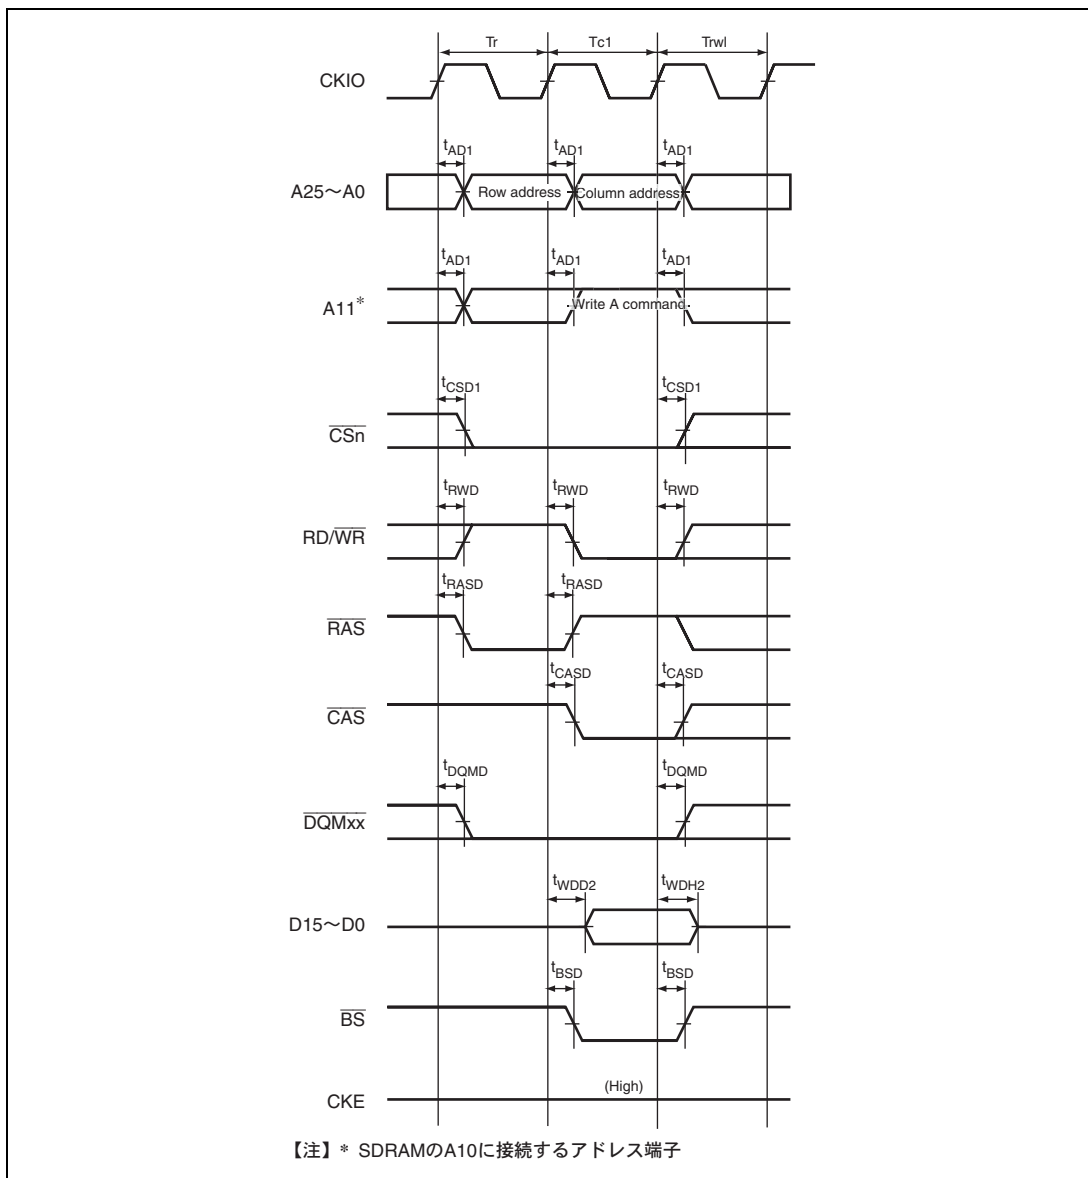 Tr Tc1 Trwl
CKIO
tAD1 tAD1 tAD1
A25～A0 Row address Column address
tAD1 tAD1 tAD1
A11* Write A command
tCSD1 tCSD1
CSn
tRWD tRWD tRWD
RD/WR
tRASD tRASD
RAS
tCASD tCASD
CAS
tDQMD tDQMD
DQMxx
tWDD2 tWDH2
D15～D0
tBSD tBSD
BS
(High)
CKE
【注】* SDRAMのA10に接続するアドレス端子